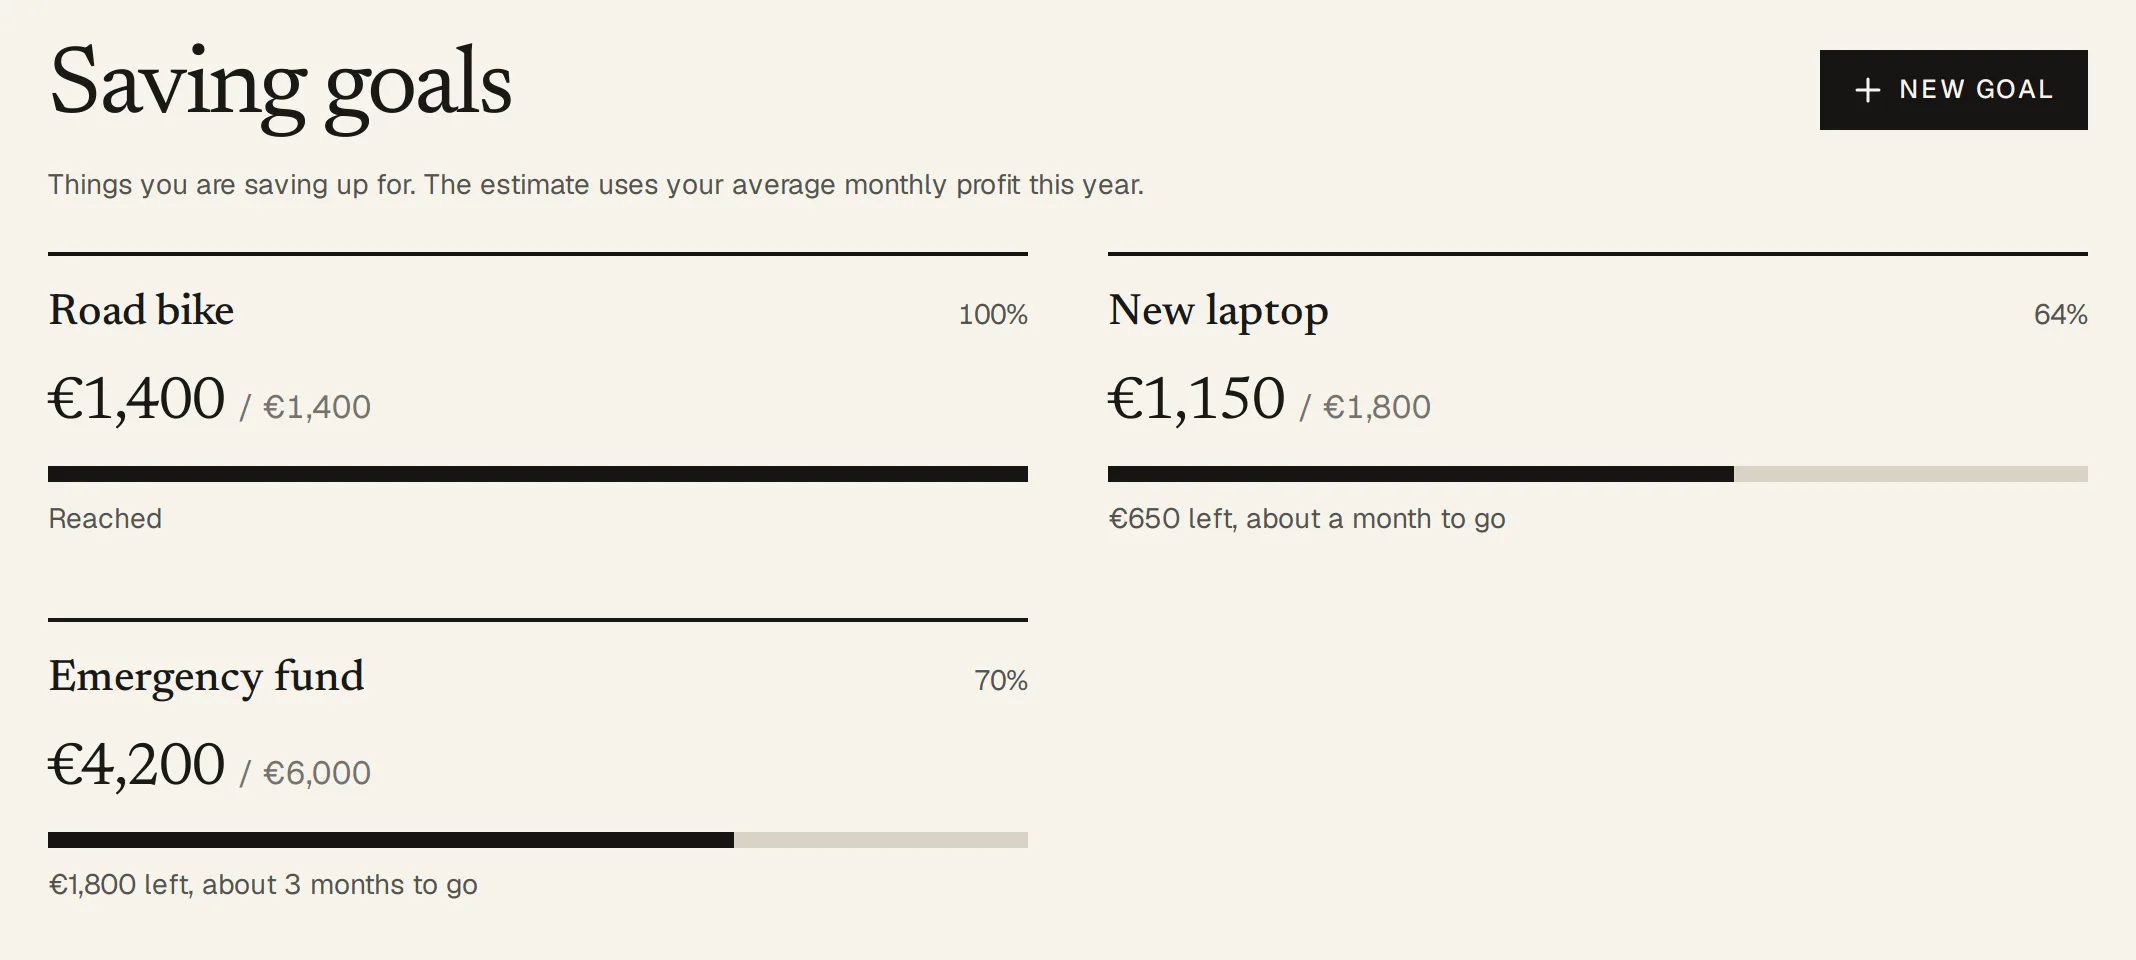 Saving goals
+ NEW GOAL
Things you are saving up for. The estimate uses your average monthly profit this year.
Road bike
100%
€1,400 / €1,400
Reached
New laptop
64%
€1,150 / €1,800
€650 left, about a month to go
Emergency fund
70%
€4,200 / €6,000
€1,800 left, about 3 months to go